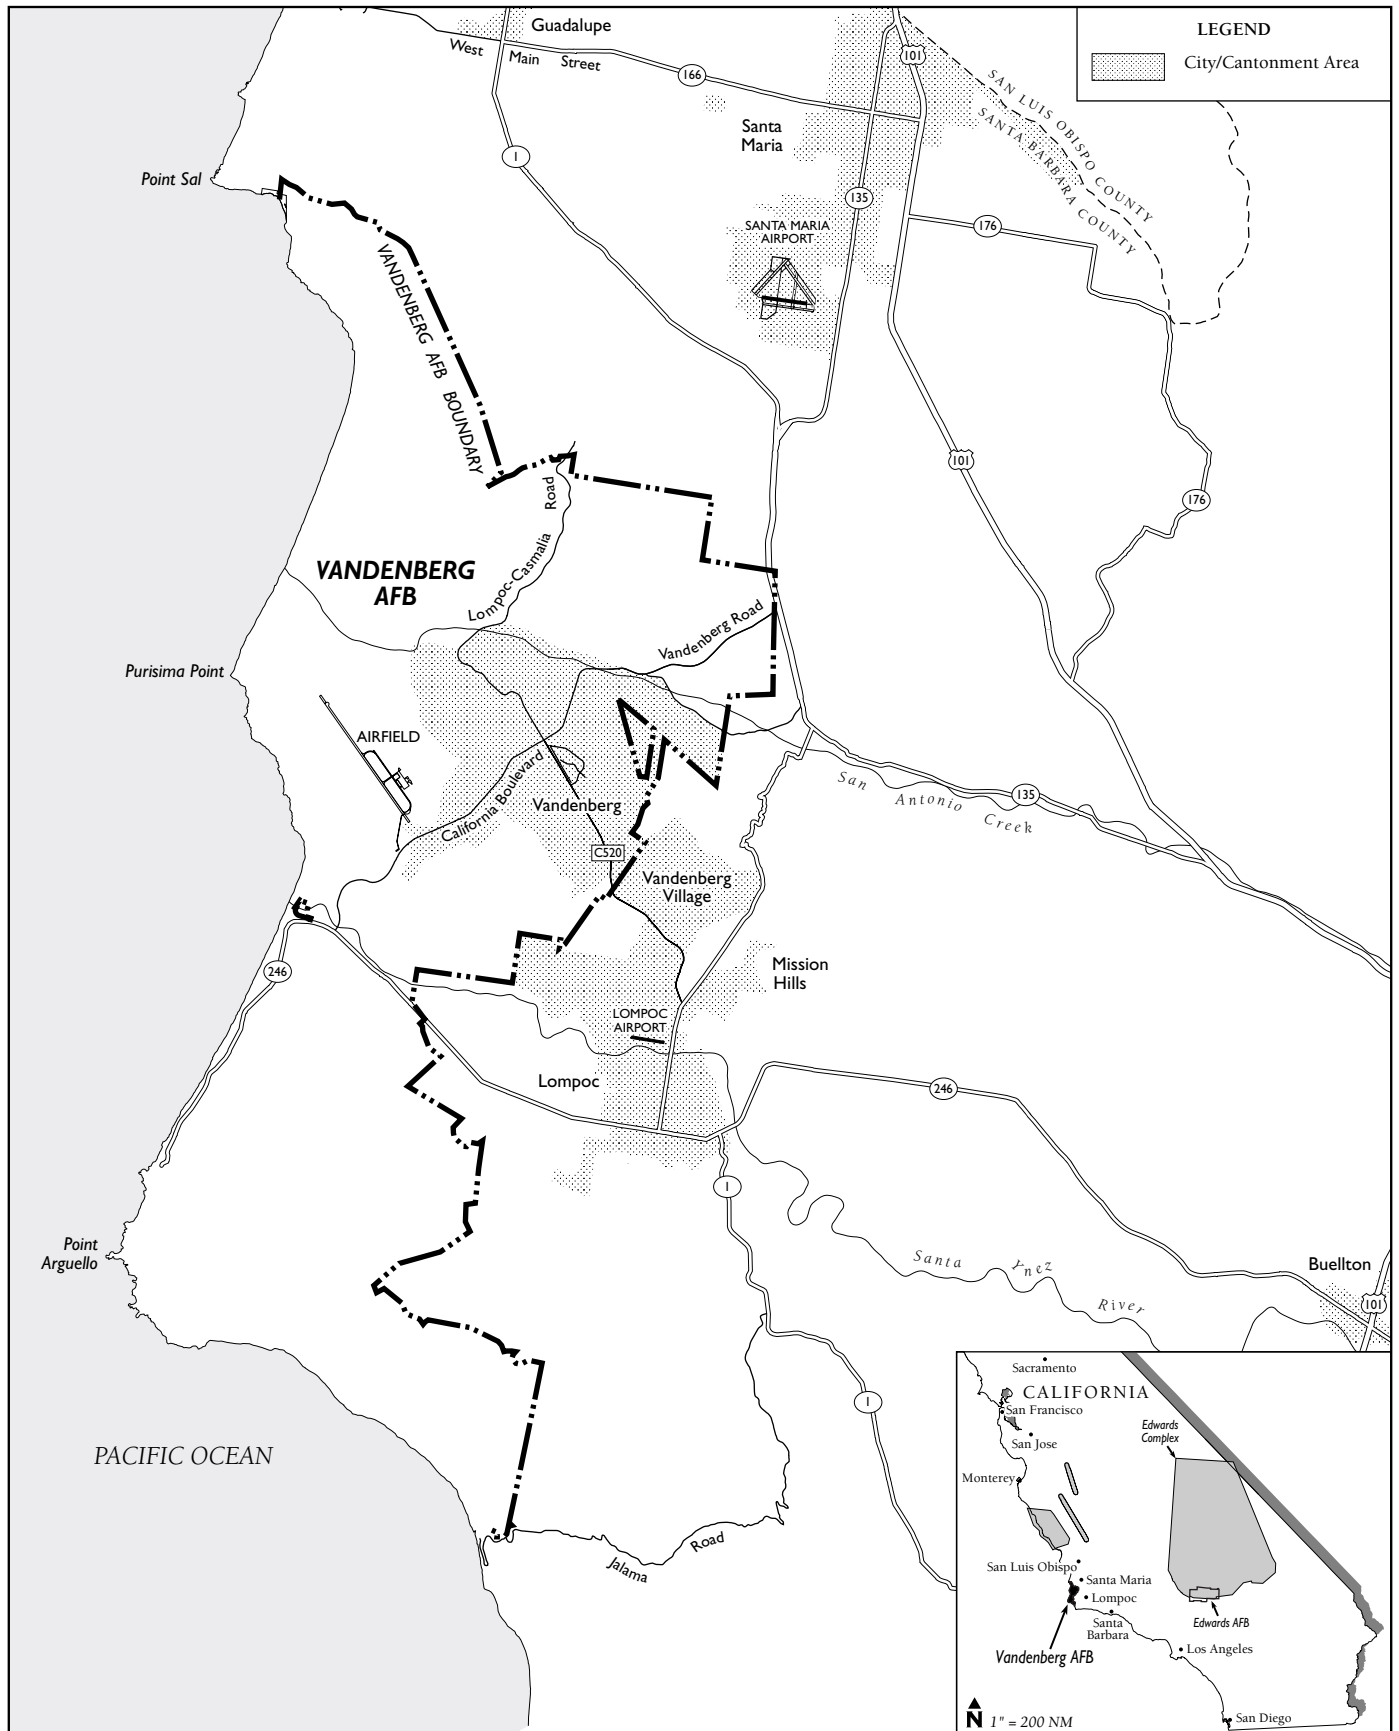 Guadalupe
LEGEND
City/Cantonment Area
West Main Street
166
101
SAN LUIS OBISPO COUNTY
SANTA BARBARA COUNTY
Santa
Maria
1
Point Sal
135
176
SANTA MARIA
AIRPORT
VANDENBERG AFB BOUNDARY
101
176
Lompoc-Casmalia Road
VANDENBERG
AFB
Vandenberg Road
Purisima Point
AIRFIELD
California Boulevard
Vandenberg
San Antonio Creek
135
C520
Vandenberg
Village
246
Mission
Hills
LOMPOC
AIRPORT
Lompoc
246
1
Point
Arguello
Santa Ynez River
Buellton
101
1
PACIFIC OCEAN
Jalama Road
Sacramento
CALIFORNIA
San Francisco
San Jose
Edwards
Complex
Monterey
San Luis Obispo
Santa Maria
Lompoc
Santa
Barbara
Edwards AFB
Los Angeles
Vandenberg AFB
San Diego
N
1" = 200 NM